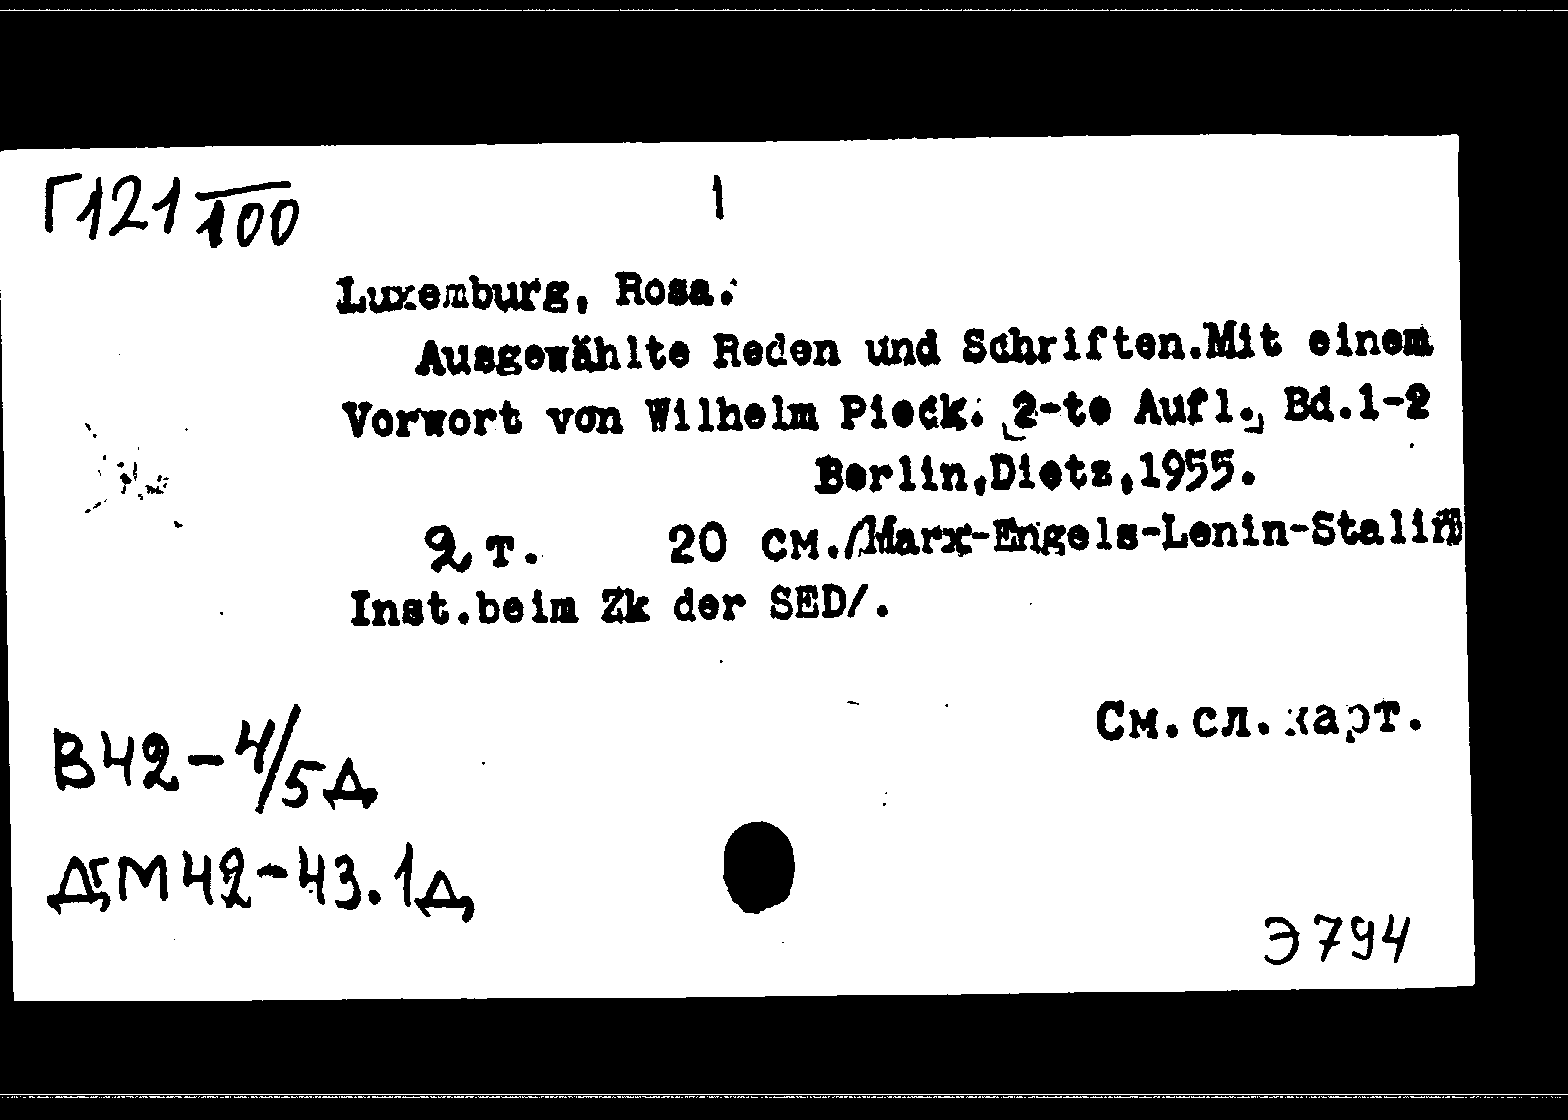 Г121/100
1
Luxemburg, Rosa.
Ausgewählte Reden und Schriften.Mit einem
Vorwort von Wilhelm Pieck. 2-te Aufl., Bd.1-2
Berlin,Dietz,1955.
2 т. 20 см./Marx-Engels-Lenin-Stalin
Inst.beim Zk der SED/.
См.сл.карт.
В42-4/5Д
ДМ42-43.1Д
Э794